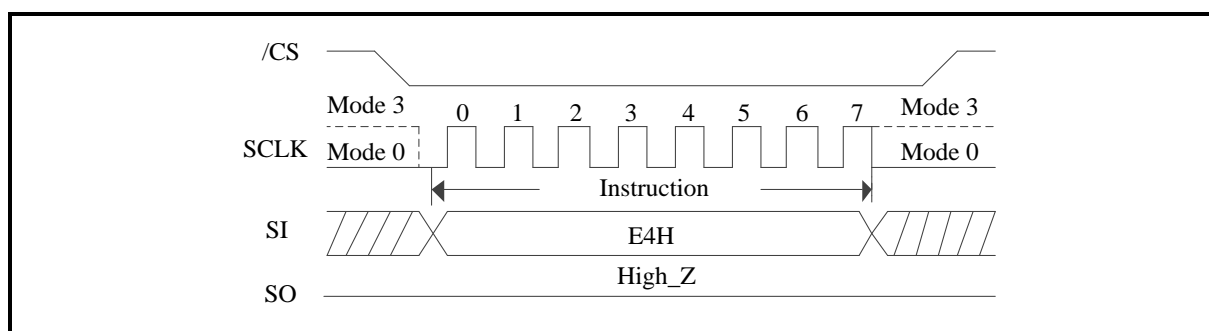 /CS
Mode 3 0 1 2 3 4 5 6 7 Mode 3
SCLK Mode 0 Mode 0
Instruction
SI E4H
High_Z
SO